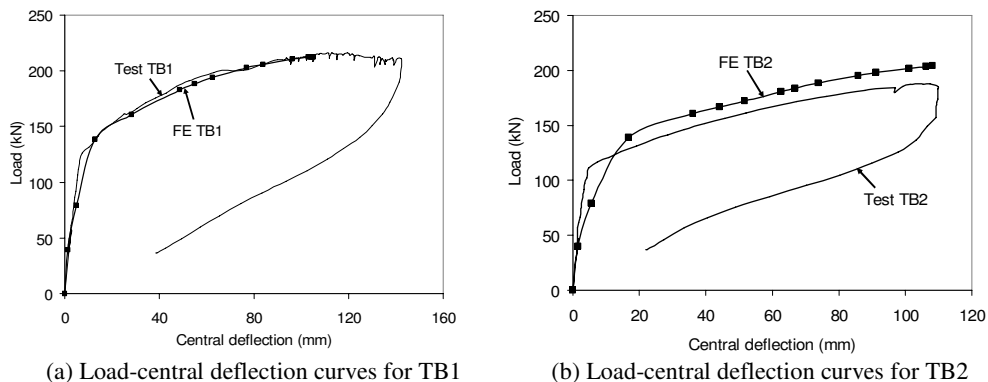 250
200
150
100
50
0
Load (kN)
Test TB1
FE TB1
0 40 80 120 160
Central deflection (mm)
(a) Load-central deflection curves for TB1
250
200
150
100
50
0
Load (kN)
FE TB2
Test TB2
0 20 40 60 80 100 120
Central deflection (mm)
(b) Load-central deflection curves for TB2